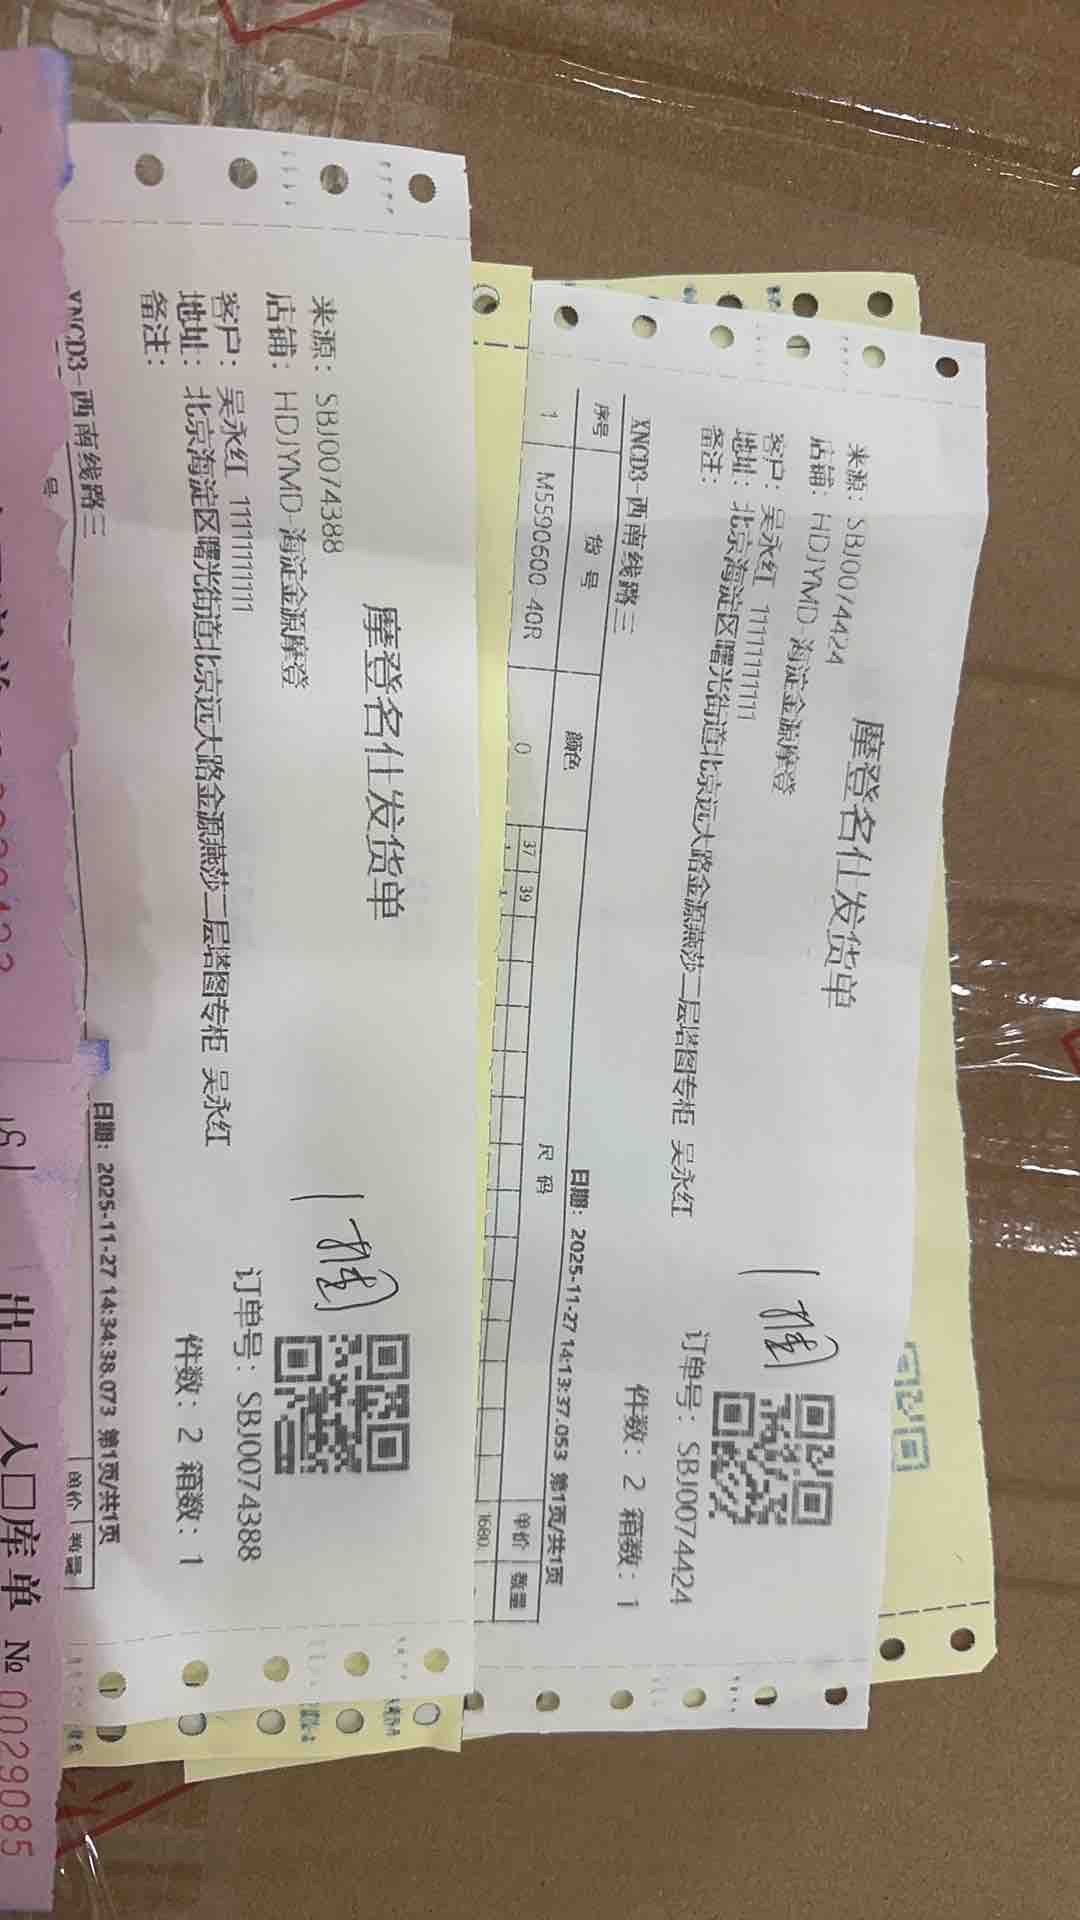 摩登名仕发货单
来源：SBJ0074424
店铺：HDJYMD-海淀金源摩登
客户：吴永红 11111111111
地址：北京海淀区曙光街道北京远大路金源燕莎二层塔图专柜 吴永红
备注：
订单号：SBJ0074424
件数：2 箱数：1
XNCD3-西南线路三
日期：2025-11-27 14:13:37.053 第1页/共1页
序号 货号 颜色 尺码 单价 数量
37 39
1 M5590600-40R 0 1680.
摩登名仕发货单
来源：SBJ0074388
店铺：HDJYMD-海淀金源摩登
客户：吴永红 11111111111
地址：北京海淀区曙光街道北京远大路金源燕莎二层塔图专柜 吴永红
备注：
订单号：SBJ0074388
件数：2 箱数：1
XNCD3-西南线路三
日期：2025-11-27 14:34:38.073 第1页/共1页
号 单价 数量
出口、入口库单 № 0029085